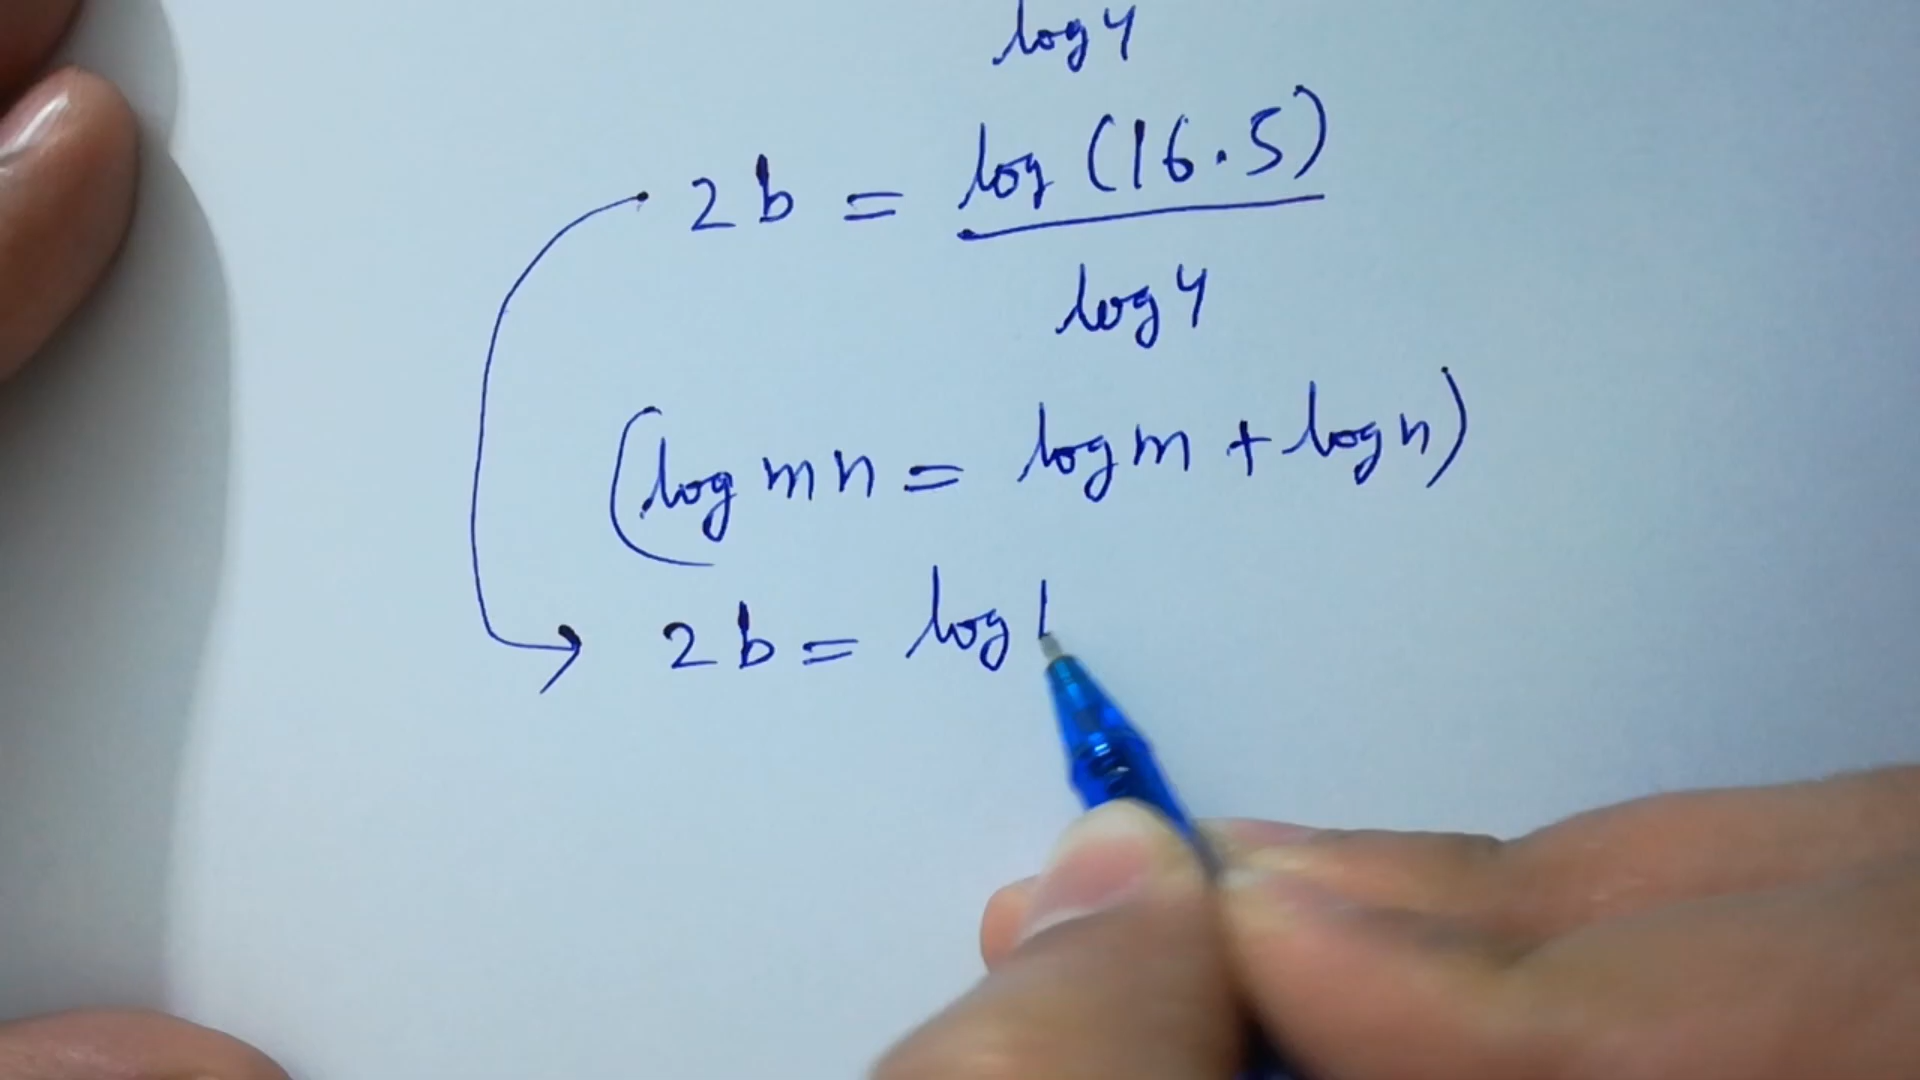 log 4
2b = log (16.5)
log 4
(log mn = log m + log n)
2b = log 1